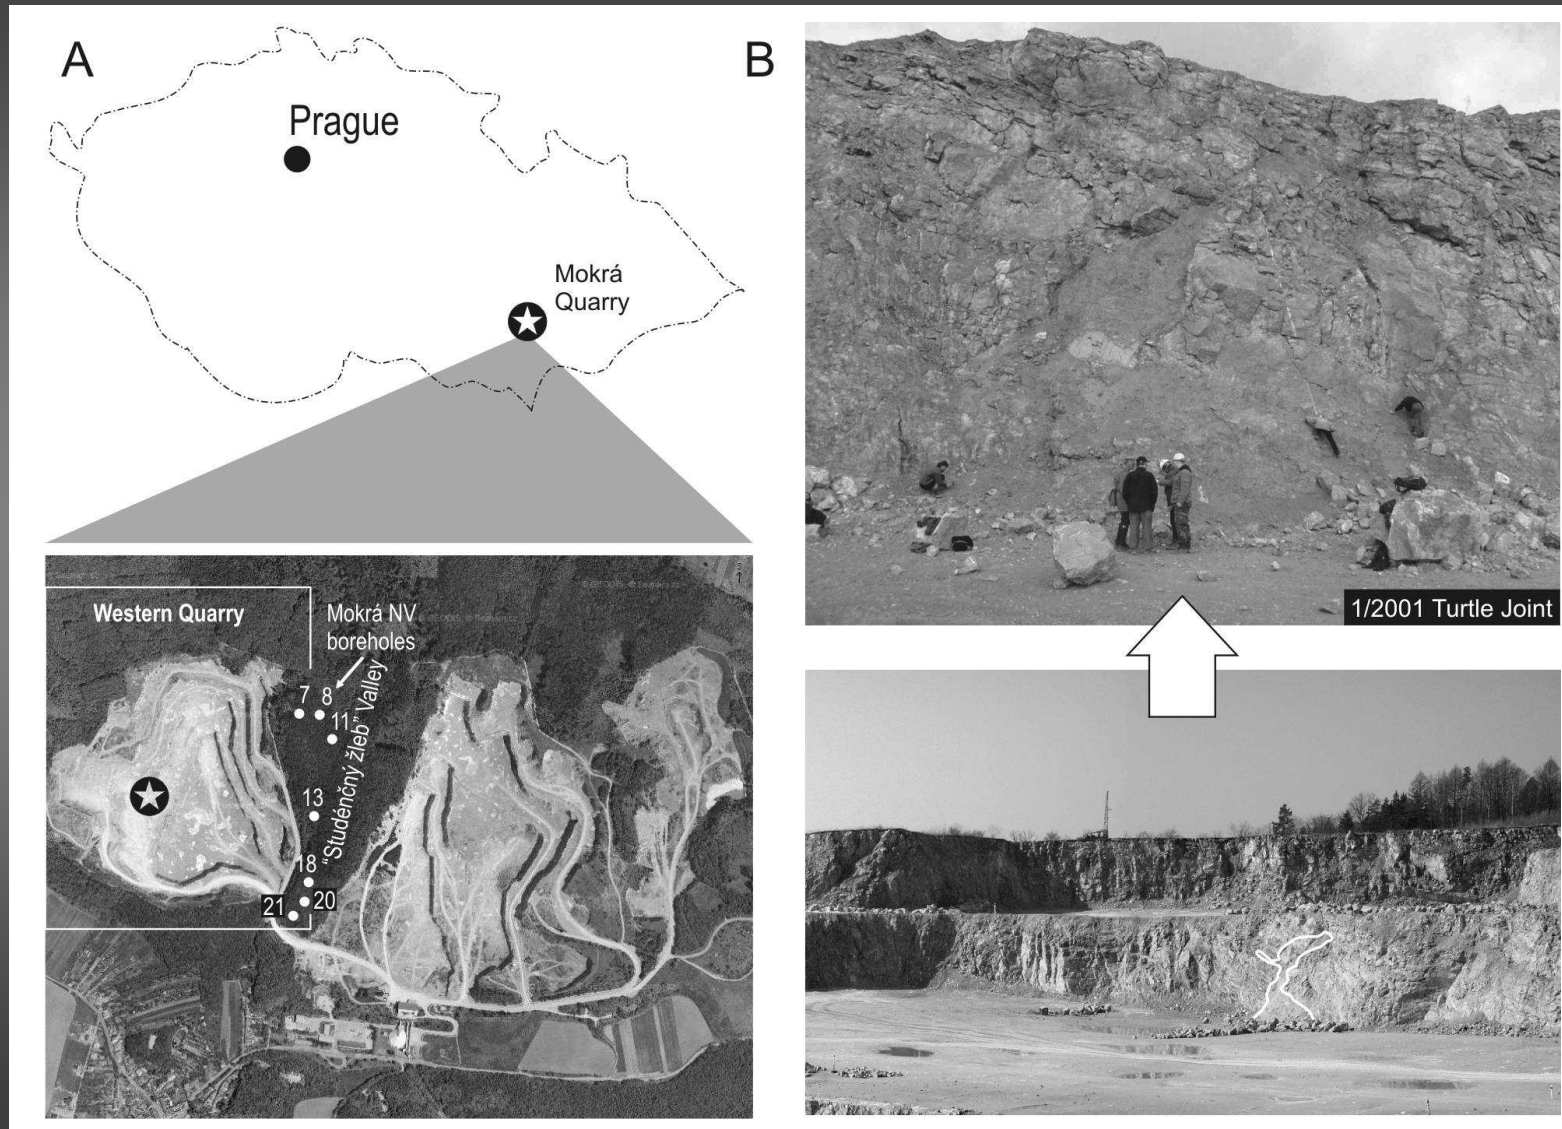 A
Prague
Mokrá
Quarry
Western Quarry
Mokrá NV
boreholes
7
8
11
"Studénčný žleb" Valley
13
18
20
21
S
B
1/2001 Turtle Joint